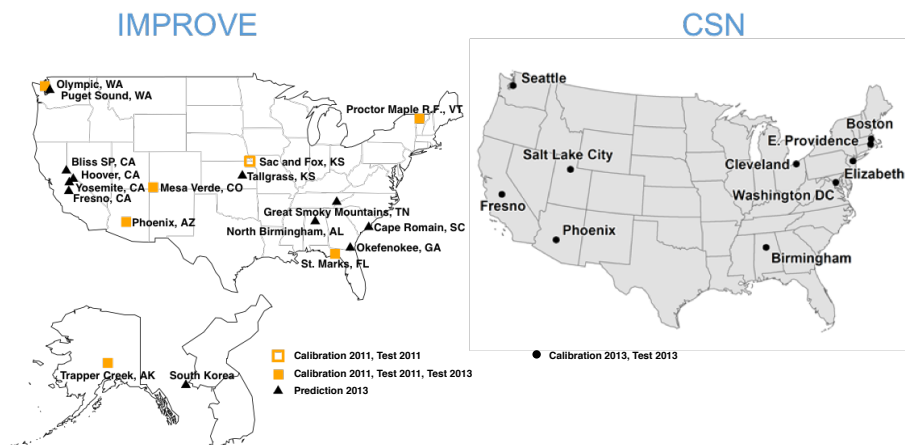 IMPROVE
CSN
Olympic, WA
Puget Sound, WA
Proctor Maple R.F., VT
Bliss SP, CA
Hoover, CA
Yosemite, CA
Fresno, CA
Sac and Fox, KS
Tallgrass, KS
Mesa Verde, CO
Phoenix, AZ
Great Smoky Mountains, TN
North Birmingham, AL
Cape Romain, SC
Okefenokee, GA
St. Marks, FL
Trapper Creek, AK
South Korea
Calibration 2011, Test 2011
Calibration 2011, Test 2011, Test 2013
Prediction 2013
Seattle
Boston
E. Providence
Salt Lake City
Cleveland
Elizabeth
Washington DC
Fresno
Phoenix
Birmingham
Calibration 2013, Test 2013